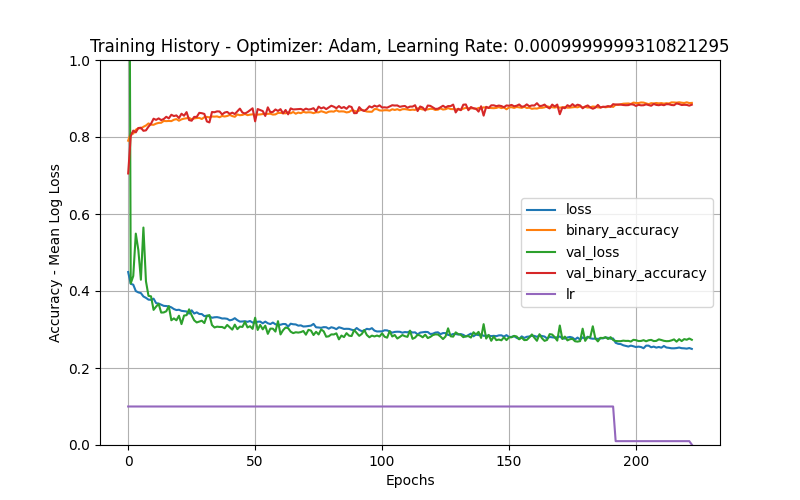 Training History - Optimizer: Adam, Learning Rate: 0.0009999999310821295
1.0
0.8
0.6
0.4
0.2
0.0
Accuracy - Mean Log Loss
loss
binary_accuracy
val_loss
val_binary_accuracy
lr
0 50 100 150 200
Epochs